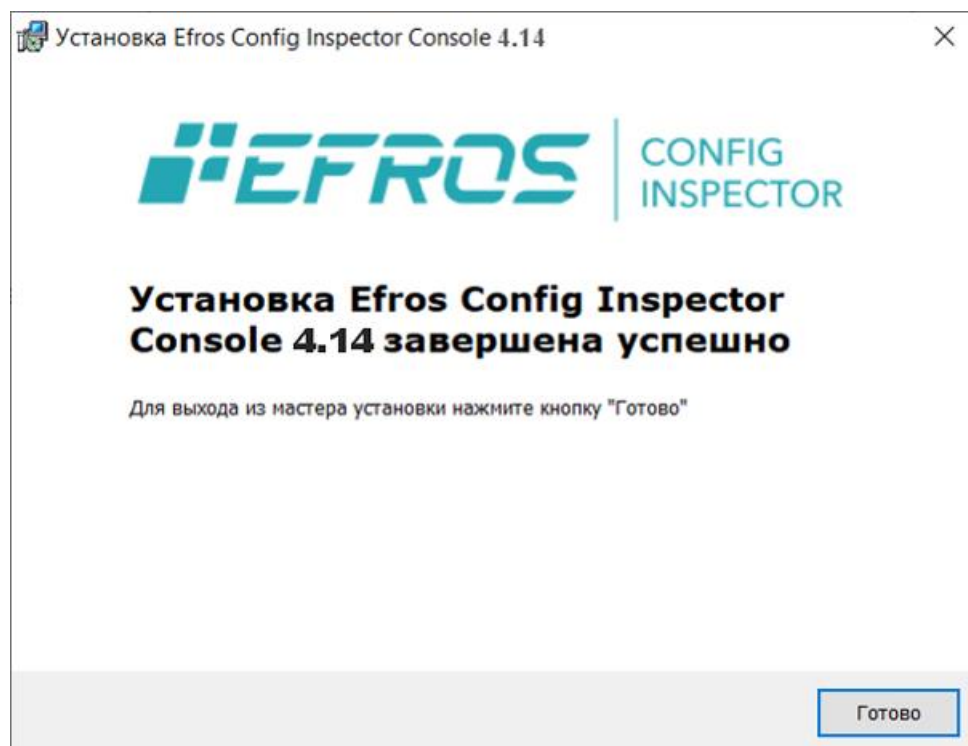 Установка Efros Config Inspector Console 4.14
EFROS
CONFIG
INSPECTOR
Установка Efros Config Inspector
Console 4.14 завершена успешно
Для выхода из мастера установки нажмите кнопку "Готово"
Готово